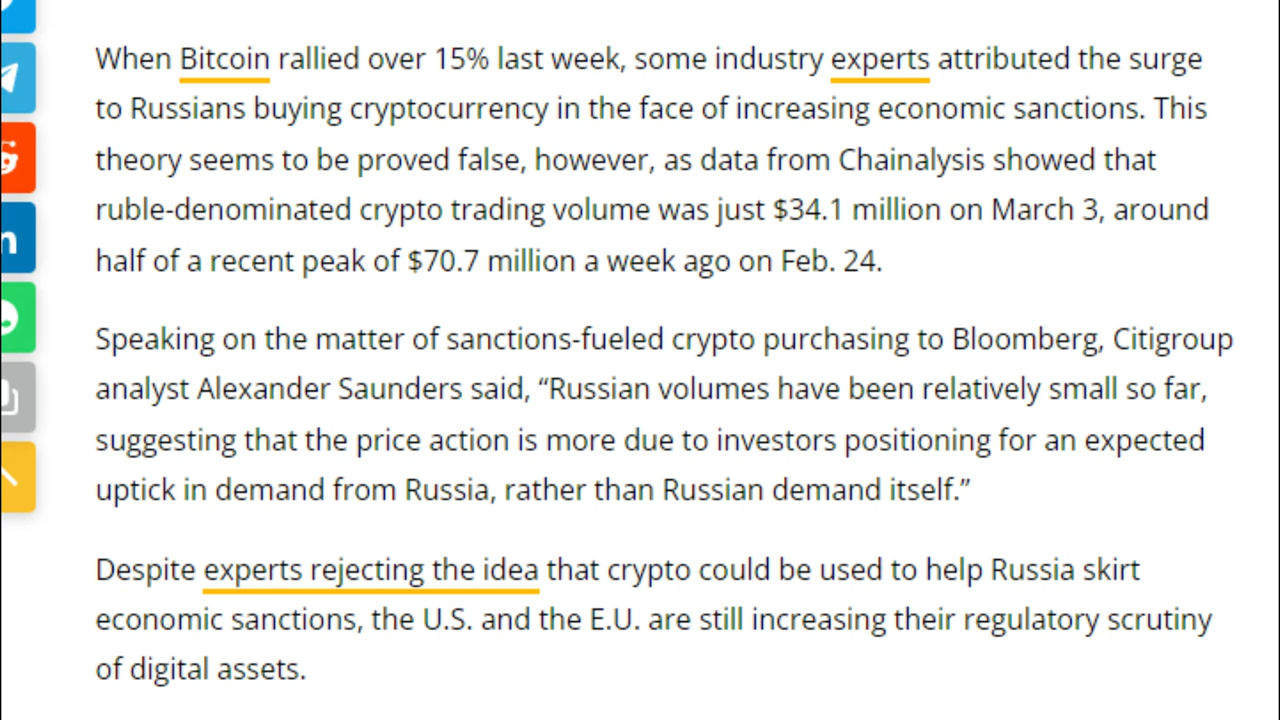 When Bitcoin rallied over 15% last week, some industry experts attributed the surge
to Russians buying cryptocurrency in the face of increasing economic sanctions. This
theory seems to be proved false, however, as data from Chainalysis showed that
ruble-denominated crypto trading volume was just $34.1 million on March 3, around
half of a recent peak of $70.7 million a week ago on Feb. 24.
Speaking on the matter of sanctions-fueled crypto purchasing to Bloomberg, Citigroup
analyst Alexander Saunders said, “Russian volumes have been relatively small so far,
suggesting that the price action is more due to investors positioning for an expected
uptick in demand from Russia, rather than Russian demand itself.”
Despite experts rejecting the idea that crypto could be used to help Russia skirt
economic sanctions, the U.S. and the E.U. are still increasing their regulatory scrutiny
of digital assets.